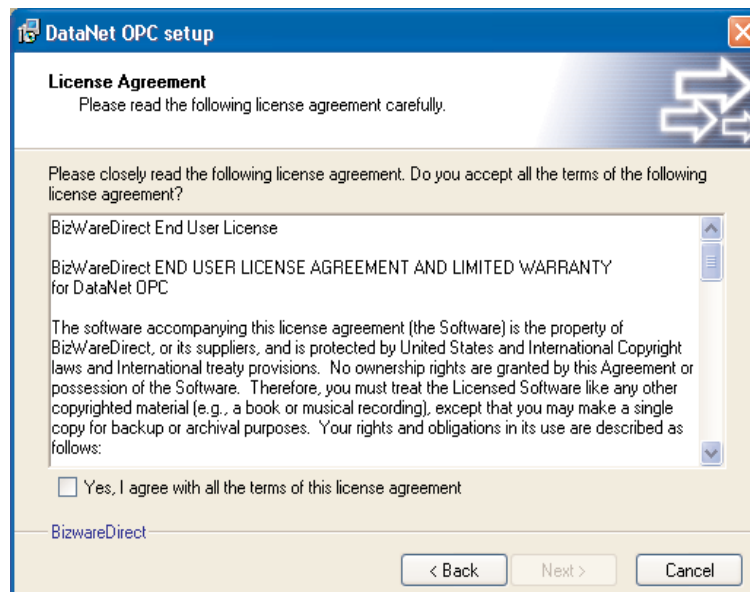 DataNet OPC setup
License Agreement
Please read the following license agreement carefully.
Please closely read the following license agreement. Do you accept all the terms of the following
license agreement?
BizWareDirect End User License
BizWareDirect END USER LICENSE AGREEMENT AND LIMITED WARRANTY
for DataNet OPC
The software accompanying this license agreement (the Software) is the property of
BizWareDirect, or its suppliers, and is protected by United States and International Copyright
laws and International treaty provisions.  No ownership rights are granted by this Agreement or
possession of the Software.  Therefore, you must treat the Licensed Software like any other
copyrighted material (e.g., a book or musical recording), except that you may make a single
copy for backup or archival purposes.  Your rights and obligations in its use are described as
follows:
Yes, I agree with all the terms of this license agreement
BizwareDirect
< Back
Next >
Cancel